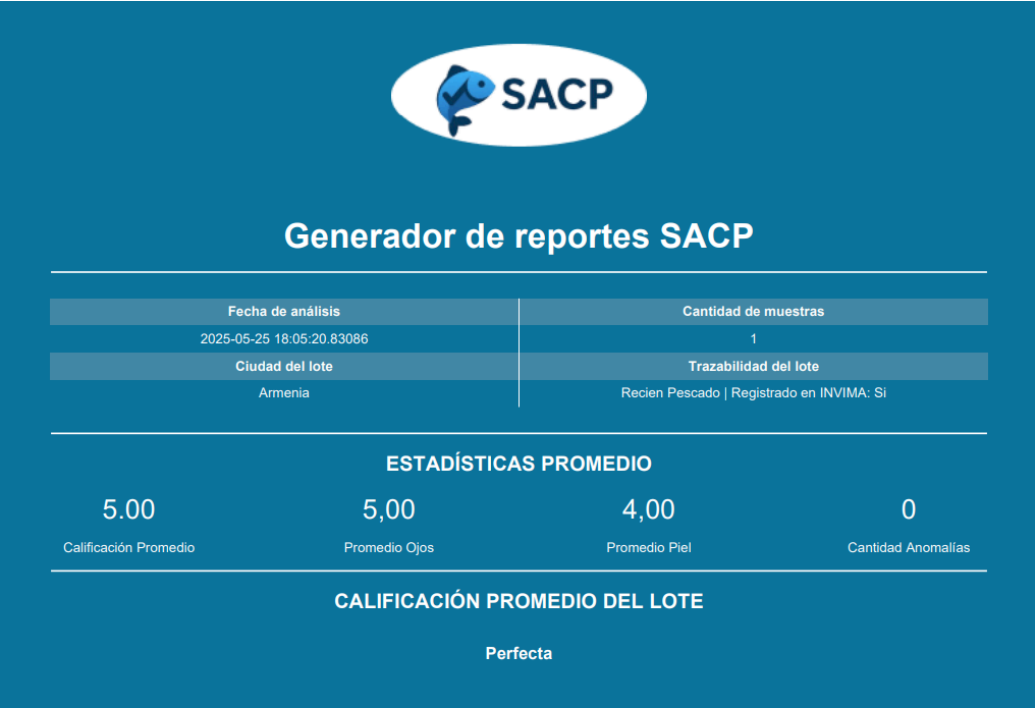 SACP
Generador de reportes SACP
Fecha de análisis Cantidad de muestras
2025-05-25 18:05:20.83086 1
Ciudad del lote Trazabilidad del lote
Armenia Recien Pescado | Registrado en INVIMA: Si
ESTADÍSTICAS PROMEDIO
5.00 5,00 4,00 0
Calificación Promedio Promedio Ojos Promedio Piel Cantidad Anomalías
CALIFICACIÓN PROMEDIO DEL LOTE
Perfecta